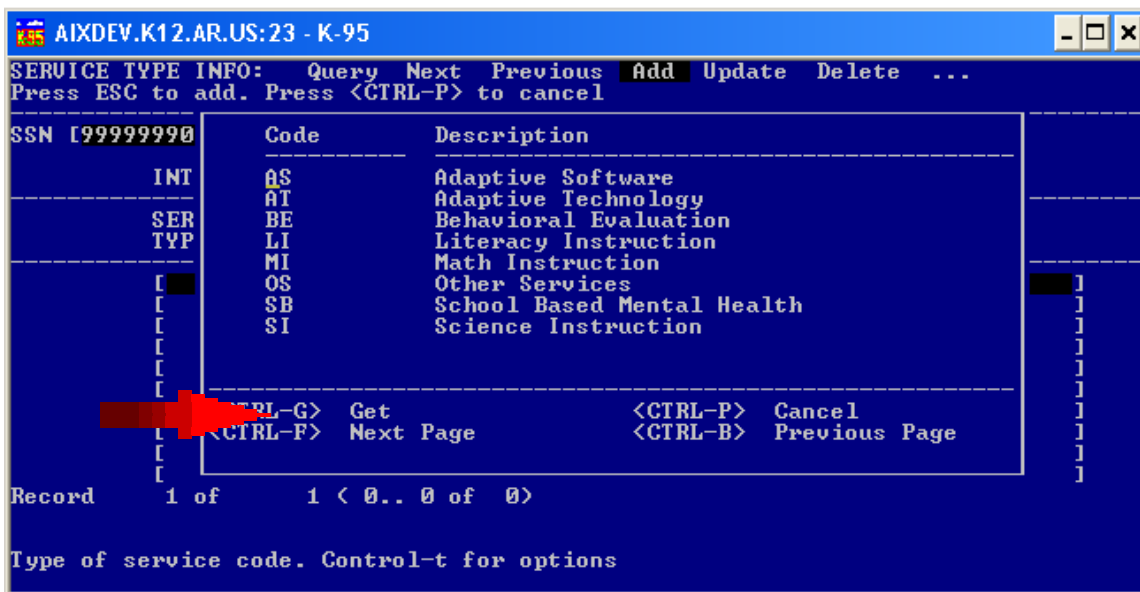 K95 AIXDEV.K12.AR.US:23 - K-95
SERVICE TYPE INFO: Query Next Previous Add Update Delete ...
Press ESC to add. Press <CTRL-P> to cancel
SSN [99999990 Code Description
INT AS Adaptive Software
AT Adaptive Technology
SER BE Behavioral Evaluation
TYP LI Literacy Instruction
MI Math Instruction
[ OS Other Services ]
[ SB School Based Mental Health ]
[ SI Science Instruction ]
[ ]
[ ]
[ ]
RL-G> Get <CTRL-P> Cancel ]
[ <CTRL-F> Next Page <CTRL-B> Previous Page ]
[ ]
[ ]
Record 1 of 1 ( 0.. 0 of 0)
Type of service code. Control-t for options